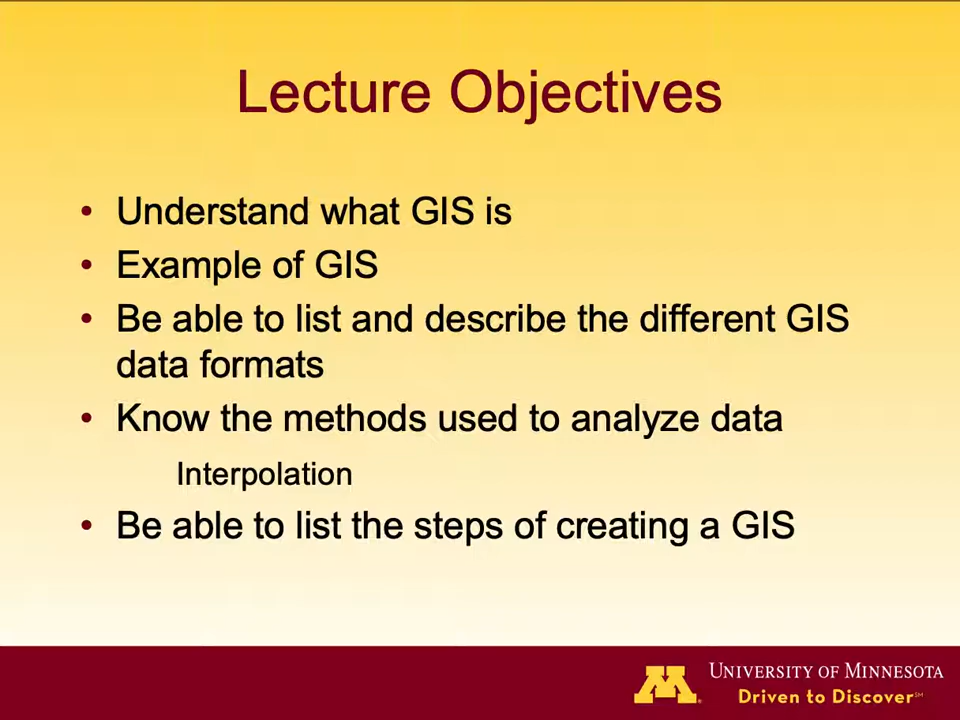 Lecture Objectives
• Understand what GIS is
• Example of GIS
• Be able to list and describe the different GIS
data formats
• Know the methods used to analyze data
Interpolation
• Be able to list the steps of creating a GIS
M
UNIVERSITY OF MINNESOTA
Driven to Discover℠